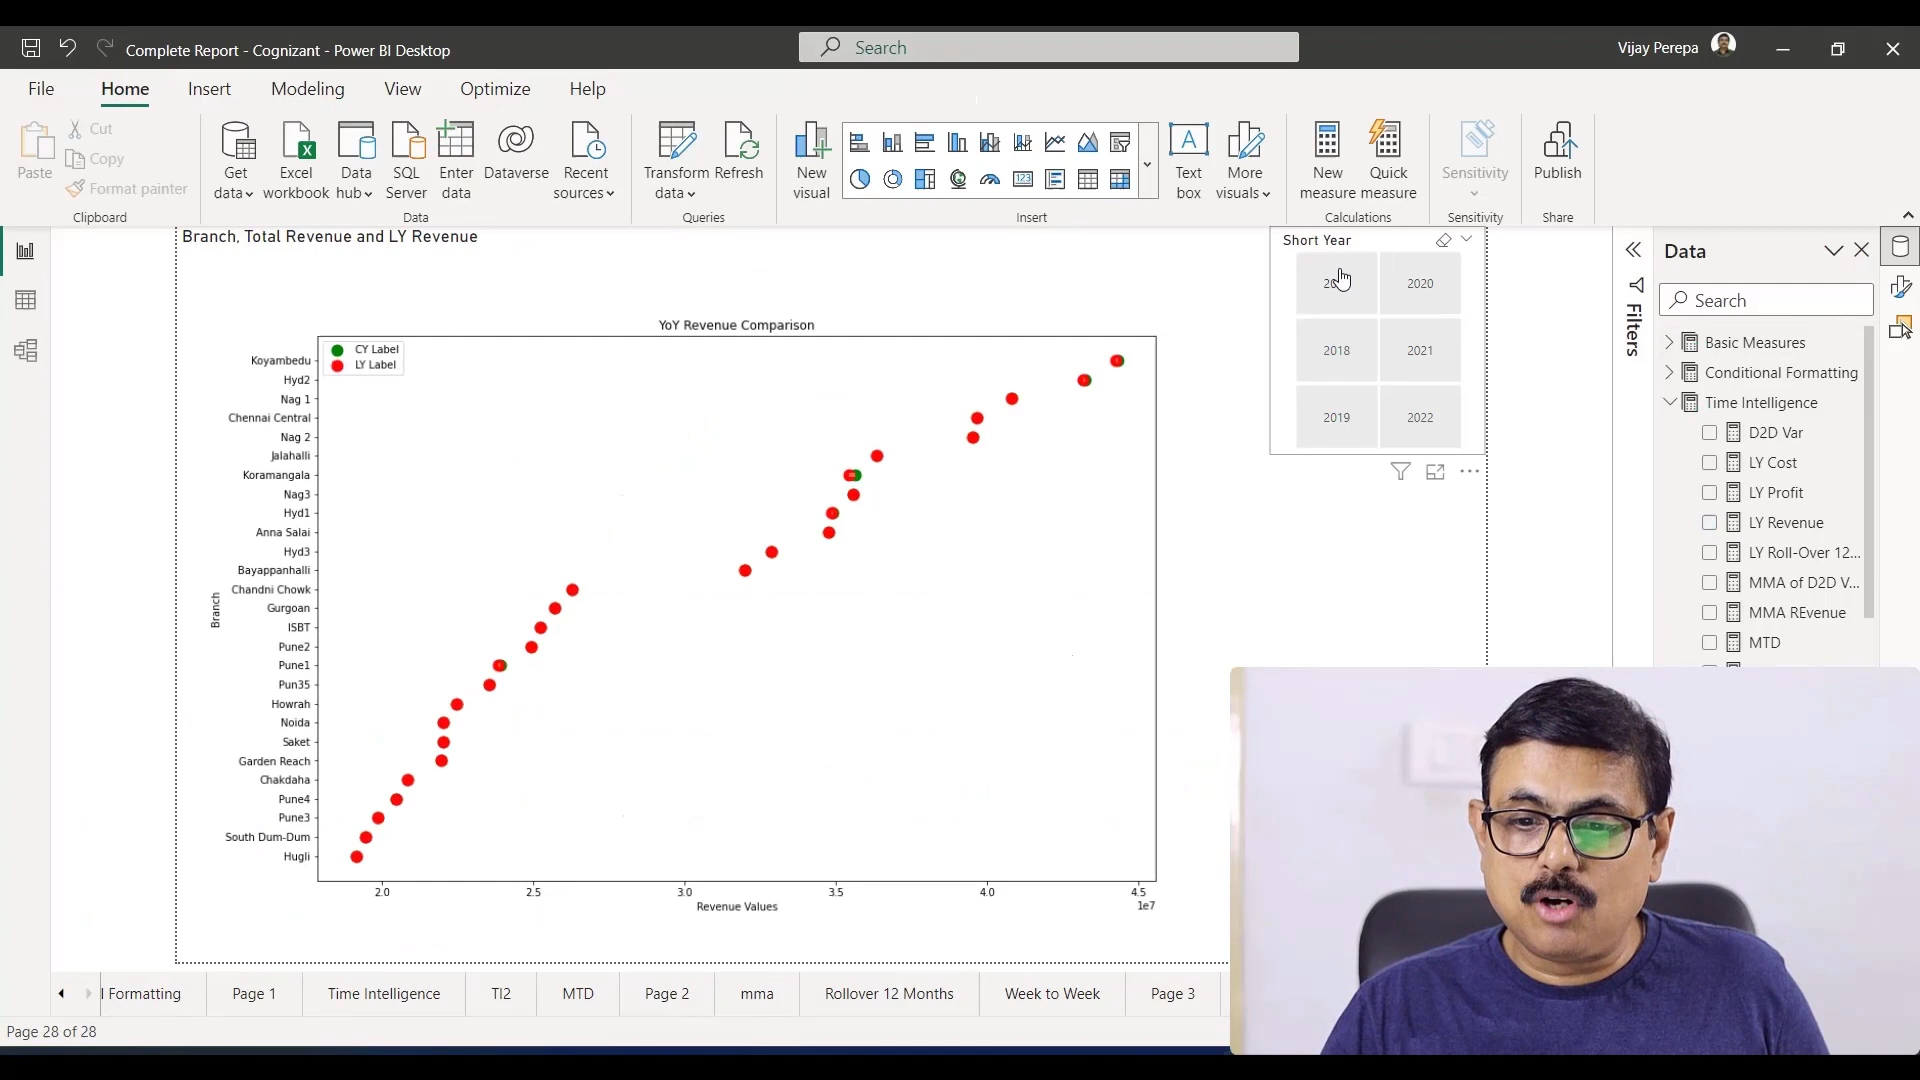 Complete Report - Cognizant - Power BI Desktop
Search
Vijay Perepa
File
Home
Insert
Modeling
View
Optimize
Help
Paste
Cut
Copy
Format painter
Clipboard
Get data
Excel workbook
Data hub
SQL Server
Enter data
Dataverse
Recent sources
Data
Transform data
Refresh
Queries
New visual
Text box
More visuals
Insert
New measure
Quick measure
Calculations
Sensitivity
Sensitivity
Publish
Share
Branch, Total Revenue and LY Revenue
Short Year
2020
2018
2021
2019
2022
YoY Revenue Comparison
CY Label
LY Label
Koyambedu
Hyd2
Nag 1
Chennai Central
Nag 2
Jalahalli
Koramangala
Nag3
Hyd1
Anna Salai
Hyd3
Bayappanhalli
Chandni Chowk
Gurgoan
ISBT
Pune2
Pune1
Pun35
Howrah
Noida
Saket
Garden Reach
Chakdaha
Pune4
Pune3
South Dum-Dum
Hugli
Branch
2.0
2.5
3.0
3.5
4.0
4.5
1e7
Revenue Values
Filters
Data
Search
Basic Measures
Conditional Formatting
Time Intelligence
D2D Var
LY Cost
LY Profit
LY Revenue
LY Roll-Over 12...
MMA of D2D V...
MMA REvenue
MTD
l Formatting
Page 1
Time Intelligence
TI2
MTD
Page 2
mma
Rollover 12 Months
Week to Week
Page 3
Page 28 of 28